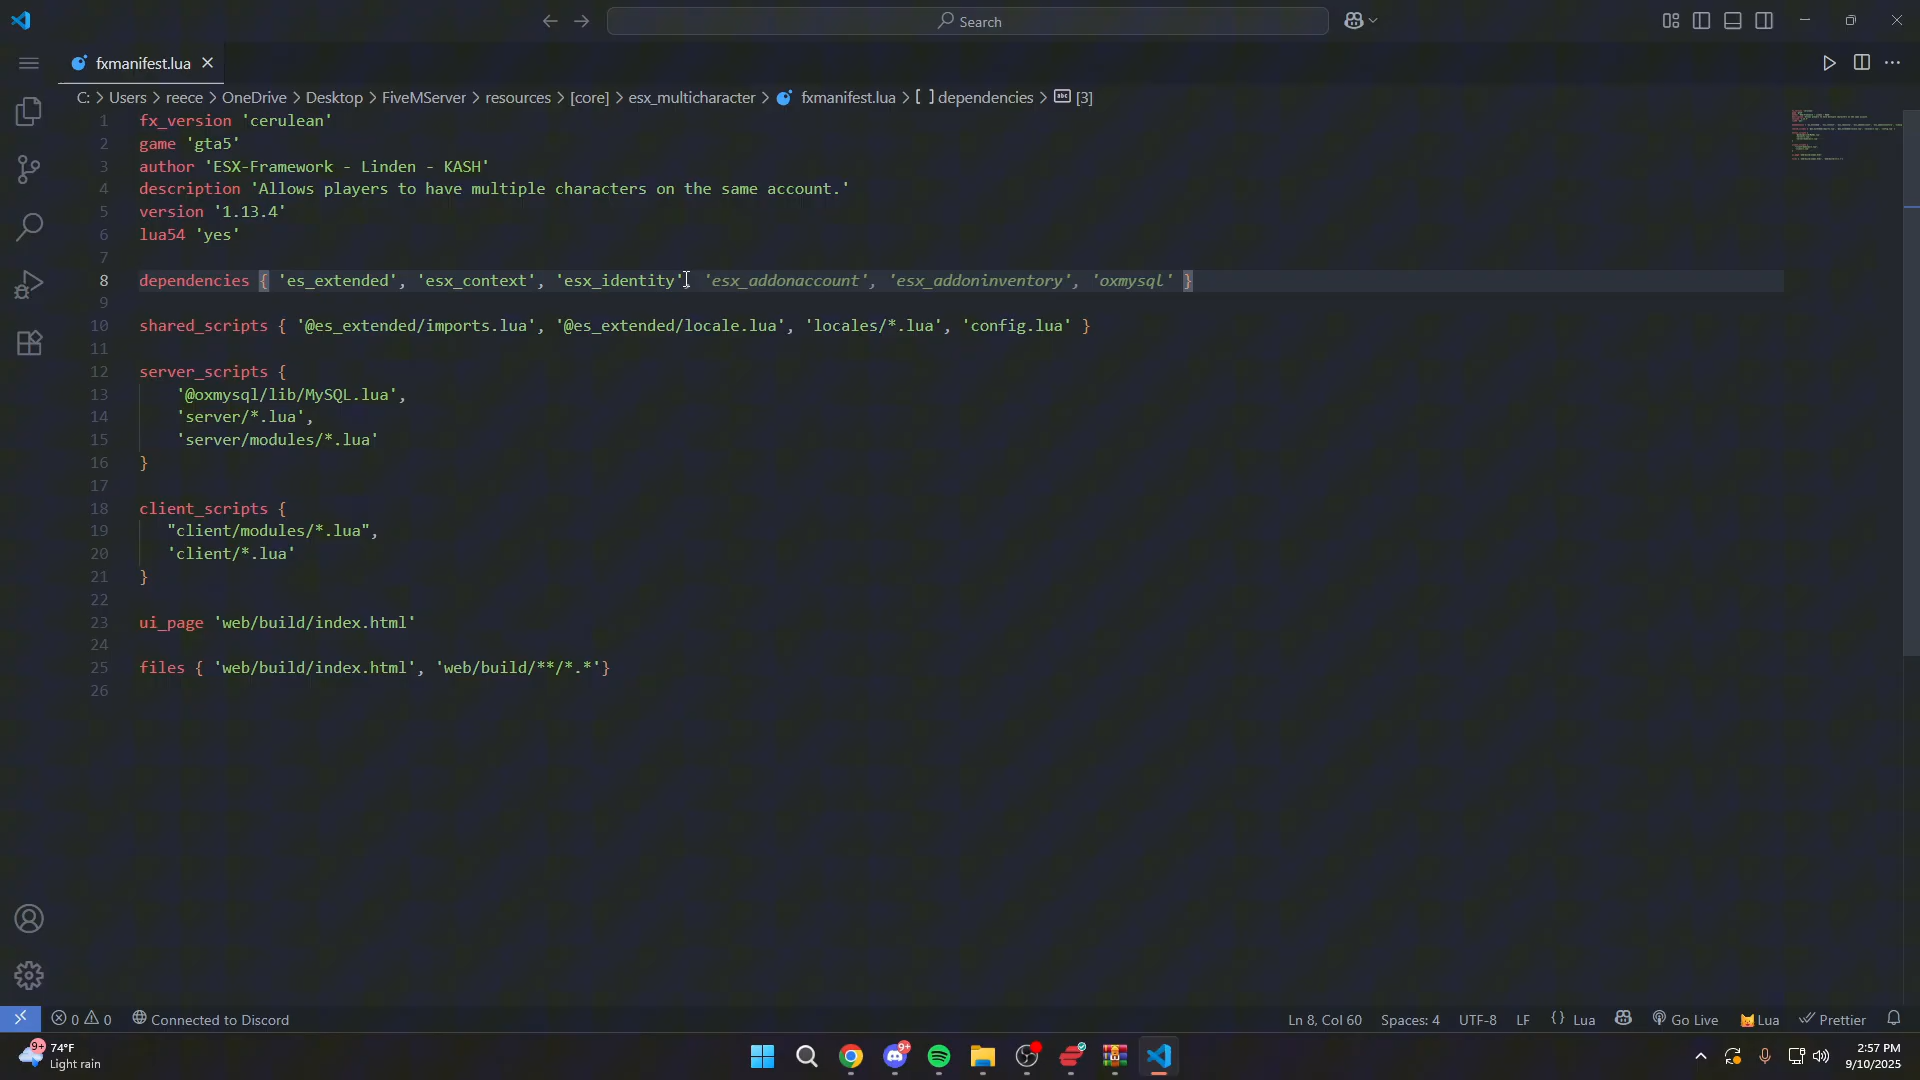 Search
fxmanifest.lua
C: > Users > reece > OneDrive > Desktop > FiveMServer > resources > [core] > esx_multicharacter > fxmanifest.lua > [ ] dependencies > abc [3]
1 fx_version 'cerulean'
2 game 'gta5'
3 author 'ESX-Framework - Linden - KASH'
4 description 'Allows players to have multiple characters on the same account.'
5 version '1.13.4'
6 lua54 'yes'
7
8 dependencies { 'es_extended', 'esx_context', 'esx_identity', 'esx_addonaccount', 'esx_addoninventory', 'oxmysql' }
9
10 shared_scripts { '@es_extended/imports.lua', '@es_extended/locale.lua', 'locales/*.lua', 'config.lua' }
11
12 server_scripts {
13 '@oxmysql/lib/MySQL.lua',
14 'server/*.lua',
15 'server/modules/*.lua'
16 }
17
18 client_scripts {
19 "client/modules/*.lua",
20 'client/*.lua'
21 }
22
23 ui_page 'web/build/index.html'
24
25 files { 'web/build/index.html', 'web/build/**/*.*'}
26
0 0 Connected to Discord Ln 8, Col 60 Spaces: 4 UTF-8 LF { } Lua Go Live Lua Prettier
9+ 74°F 9+ 2:57 PM
Light rain 9/10/2025